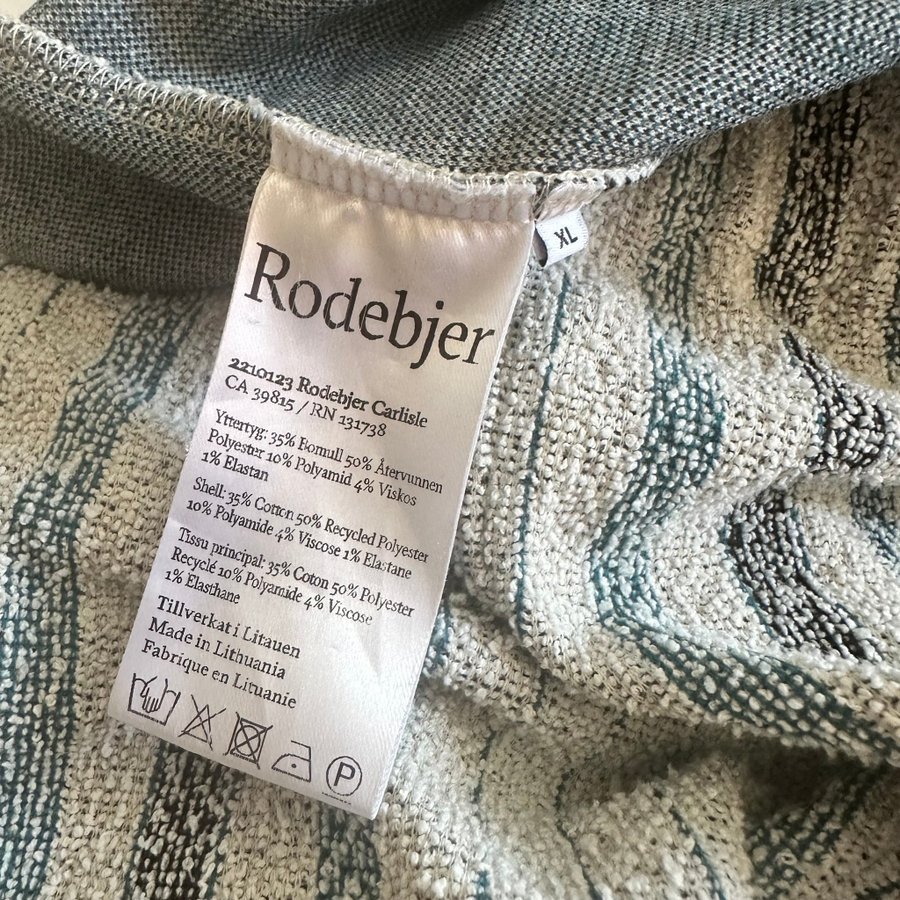 XL
Rodebjer
2210123 Rodebjer Carlisle
CA 39815 / RN 131738
Yttertyg: 35% Bomull 50% Återvunnen
Polyester 10% Polyamid 4% Viskos
1% Elastan
Shell: 35% Cotton 50% Recycled Polyester
10% Polyamide 4% Viscose 1% Elastane
Tissu principal: 35% Coton 50% Polyester
Recyclé 10% Polyamide 4% Viscose
1% Elasthane
Tillverkat i Litauen
Made in Lithuania
Fabrique en Lituanie
P